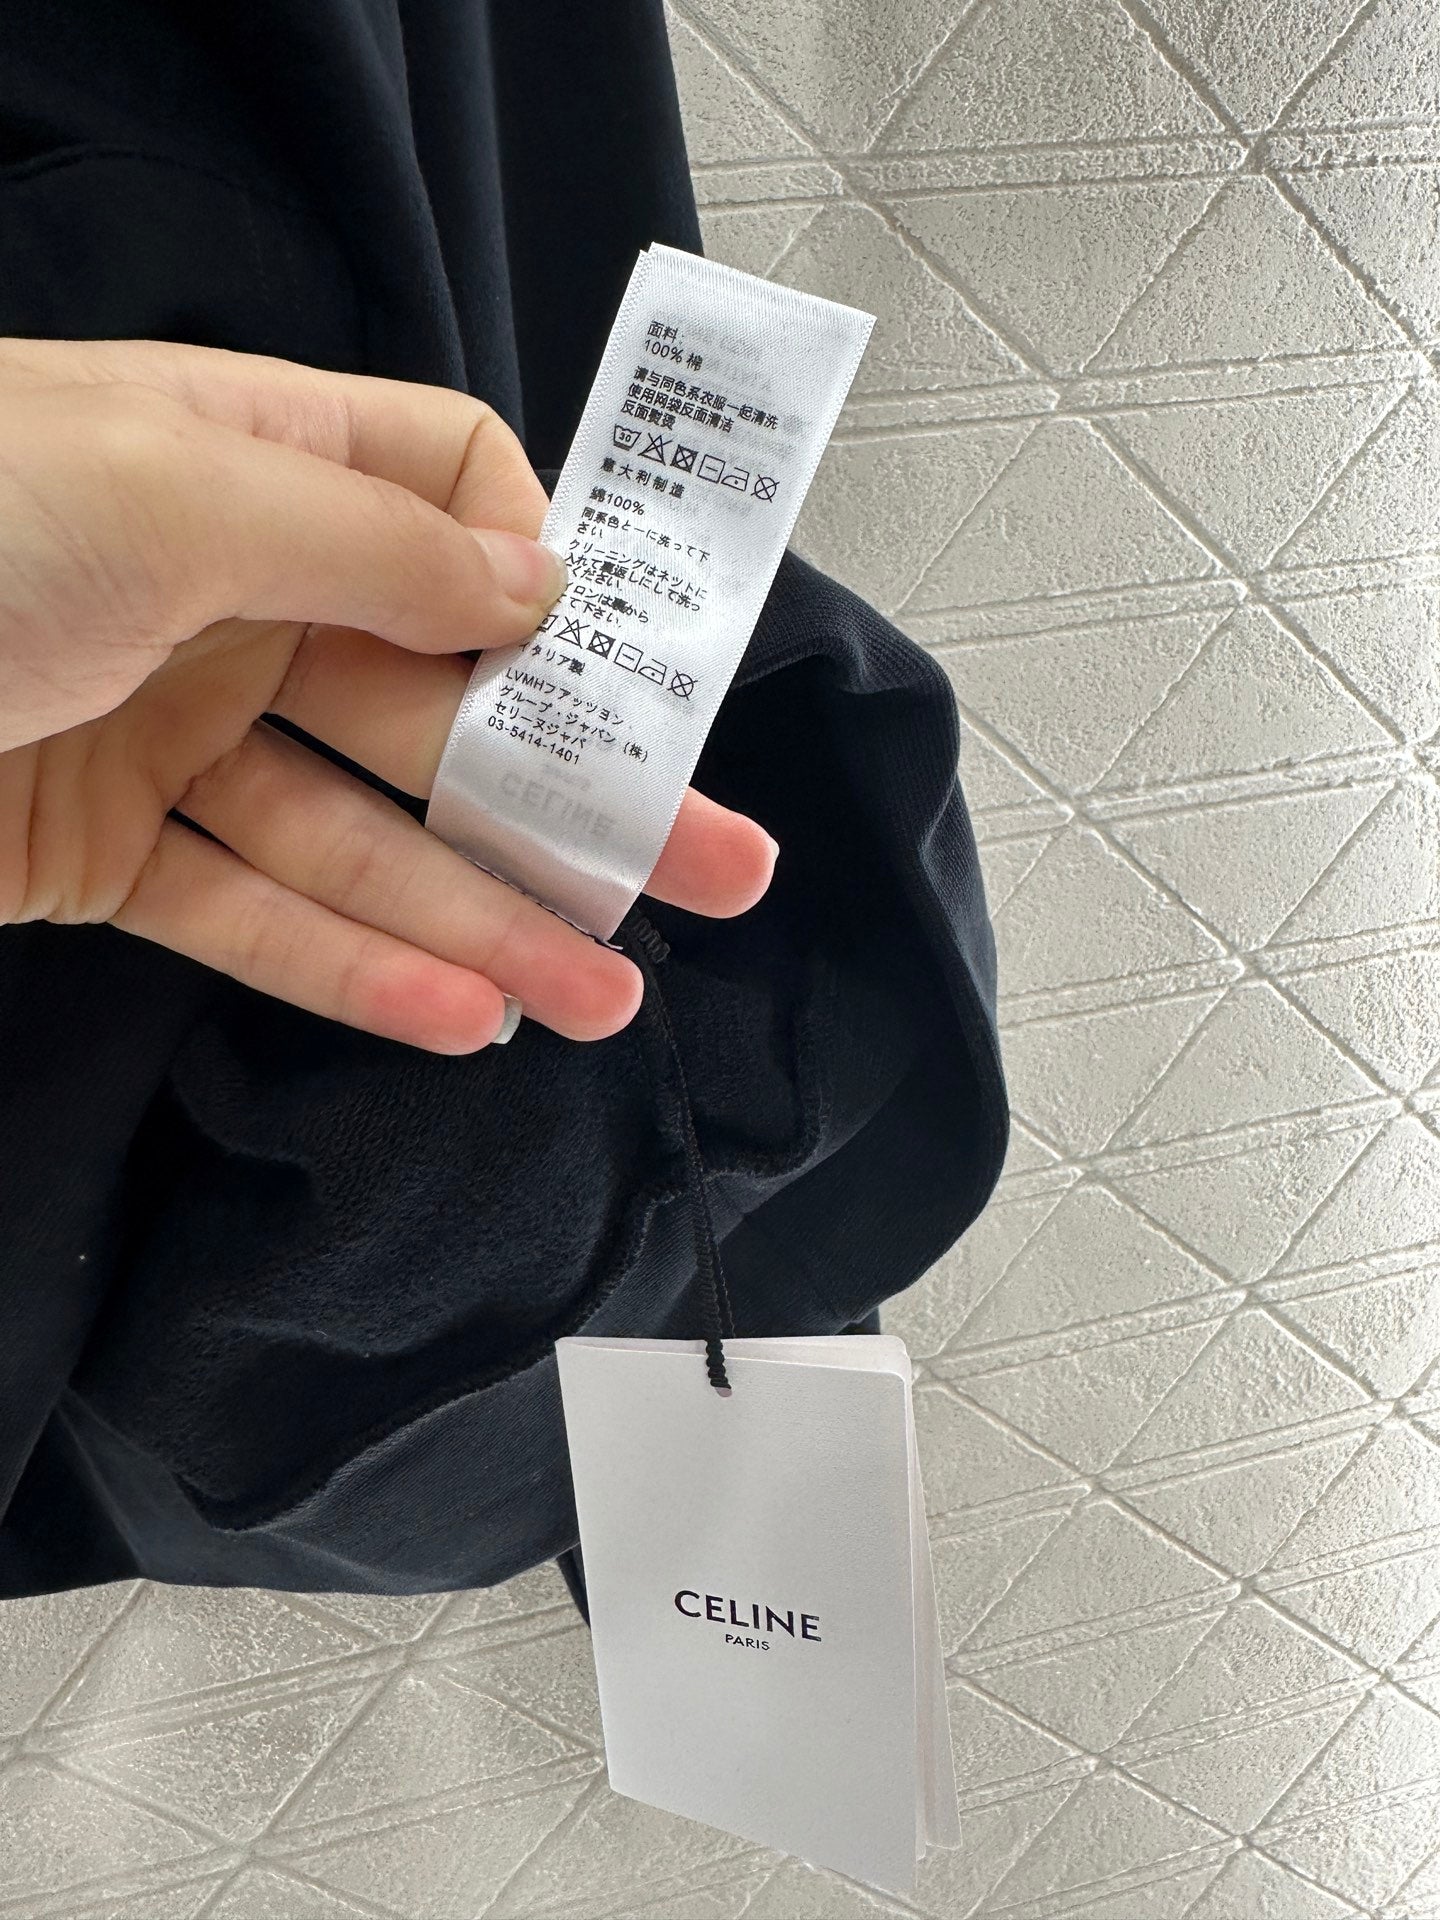 面料:
100% 棉
请与同色系衣服一起清洗
使用网袋反面清洁
反面熨烫
30
意大利制造
綿100%
同系色と一に洗って下
さい.
クリーニングはネットに
入れて裏返しにして洗っ
ください.
イロンは裏から
て下さい.
イタリア製
LVMHファッツヨン.
グループ・ジャパン (株)
セリーヌジャパ
03-5414-1401
CELINE
CELINE
PARIS